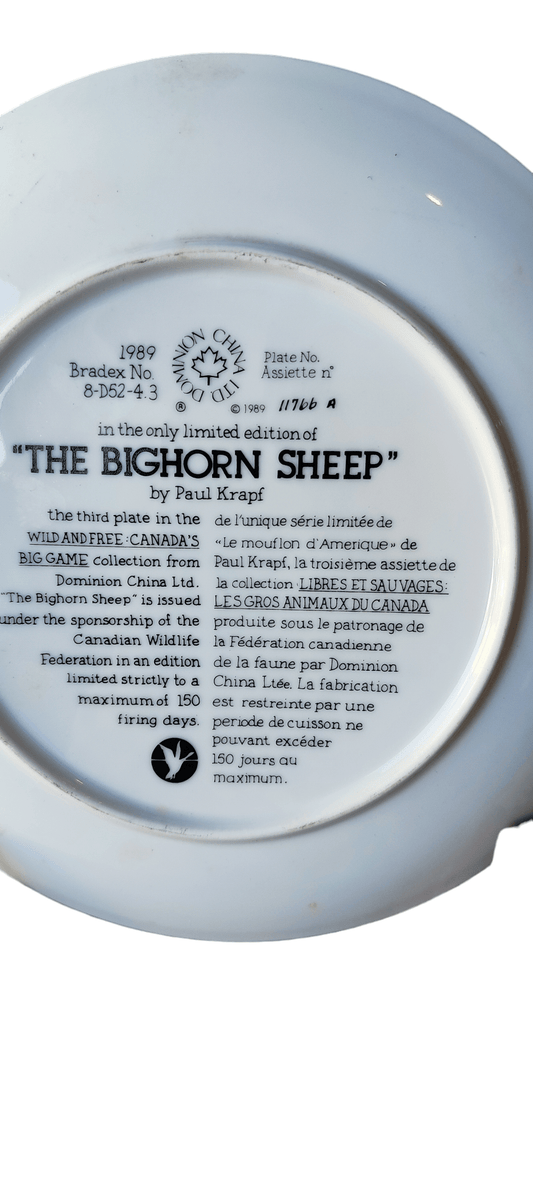 1989
Bradex No.
8-D52-4.3
DOMINION CHINA LTD.
®
Plate No.
Assiette n°
© 1989 11766 A
in the only limited edition of
"THE BIGHORN SHEEP"
by Paul Krapf
the third plate in the
WILD AND FREE: CANADA'S
BIG GAME collection from
Dominion China Ltd.
"The Bighorn Sheep" is issued
under the sponsorship of the
Canadian Wildlife
Federation in an edition
limited strictly to a
maximum of 150
firing days.
de l'unique série limitée de
«Le mouflon d'Amerique» de
Paul Krapf, la troisième assiette de
la collection LIBRES ET SAUVAGES:
LES GROS ANIMAUX DU CANADA
produite sous le patronage de
la Fédération canadienne
de la faune par Dominion
China Ltée. La fabrication
est restreinte par une
periode de cuisson ne
pouvant excéder
150 jours au
maximum.